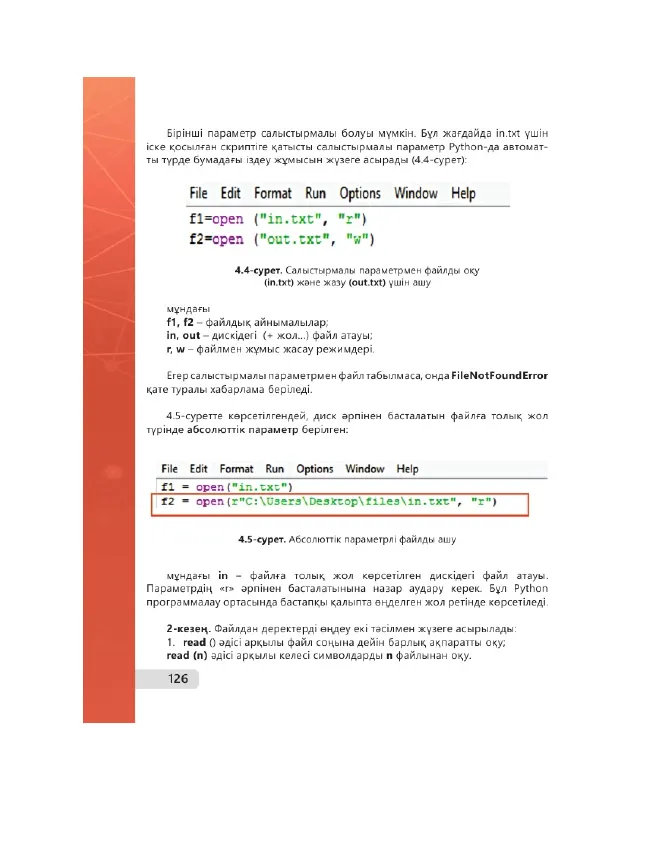 Бірінші параметр салыстырмалы болуы мүмкін. Бұл жағдайда in.txt үшін
іске қосылған скриптіге қатысты салыстырмалы параметр Python-да автомат-
ты түрде бумадағы іздеу жұмысын жүзеге асырады (4.4-сурет):
File Edit Format Run Options Window Help
f1=open ("in.txt", "r")
f2=open ("out.txt", "w")
4.4-сурет. Салыстырмалы параметрмен файлды оқу
(in.txt) және жазу (out.txt) үшін ашу
мұндағы
f1, f2 – файлдық айнымалылар;
in, out – дискідегі (+ жол...) файл атауы;
r, w – файлмен жұмыс жасау режимдері.
Егер салыстырмалы параметрмен файл табылмаса, онда FileNotFoundError
қате туралы хабарлама беріледі.
4.5-суретте көрсетілгендей, диск әрпінен басталатын файлға толық жол
түрінде абсолюттік параметр берілген:
File Edit Format Run Options Window Help
f1 = open("in.txt")
f2 = open(r"C:\Users\Desktop\files\in.txt", "r")
4.5-сурет. Абсолюттік параметрлі файлды ашу
мұндағы in – файлға толық жол көрсетілген дискідегі файл атауы.
Параметрдің «r» әрпінен басталатынына назар аудару керек. Бұл Python
программалау ортасында бастапқы қалыпта өңделген жол ретінде көрсетіледі.
2-кезең. Файлдан деректерді өңдеу екі тәсілмен жүзеге асырылады:
1. read () әдісі арқылы файл соңына дейін барлық ақпаратты оқу;
read (n) әдісі арқылы келесі символдарды n файлынан оқу.
126